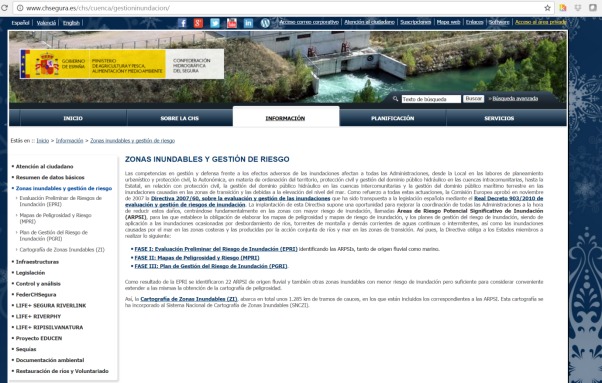 www.chsegura.es/chs/cuenca/gestioninundacion/
Español | Valencià | English |
Acceso correo corporativo | Atención al ciudadano | Suscripciones | Mapa web | Enlaces | Software | Acceso al área privada
GOBIERNO DE ESPAÑA
MINISTERIO DE AGRICULTURA Y PESCA, ALIMENTACIÓN Y MEDIO AMBIENTE
CONFEDERACIÓN HIDROGRÁFICA DEL SEGURA
Texto de búsqueda Buscar Búsqueda avanzada
INICIO SOBRE LA CHS INFORMACIÓN PLANIFICACIÓN SERVICIOS
Estás en :: Inicio > Información > Zonas inundables y gestión de riesgo
Atención al ciudadano
Resumen de datos básicos
Zonas inundables y gestión de riesgo
Evaluación Preliminar de Riesgos de
Inundación (EPRI)
Mapas de Peligrosidad y Riesgo
(MPRI)
Plan de Gestión del Riesgo de
Inundación (PGRI)
Cartografía de Zonas Inundables (ZI)
Infraestructuras
Legislación
Control y análisis
FederCHSegura
LIFE+ SEGURA RIVERLINK
LIFE+ RIVERPHY
LIFE+ RIPISILVANATURA
Proyecto EDUCEN
Sequías
Documentación ambiental
Restauración de ríos y Voluntariado
ZONAS INUNDABLES Y GESTIÓN DE RIESGO
Las competencias en gestión y defensa frente a los efectos adversos de las inundaciones afectan a todas las Administraciones, desde la Local en las labores de planeamiento
urbanístico y protección civil, la Autonómica, en materia de ordenación del territorio, protección civil y gestión del dominio público hidráulico en las cuencas intracomunitarias, hasta la
Estatal, en relación con protección civil, la gestión del dominio público hidráulico en las cuencas intercomunitarias y la gestión del dominio público marítimo terrestre en las
inundaciones causadas en las zonas de transición y las debidas a la elevación del nivel del mar. Como refuerzo a todas estas actuaciones, la Comisión Europea aprobó en noviembre
de 2007 la Directiva 2007/60, sobre la evaluación y gestión de las inundaciones que ha sido transpuesta a la legislación española mediante el Real Decreto 903/2010 de
evaluación y gestión de riesgos de inundación. La implantación de esta Directiva supone una oportunidad para mejorar la coordinación de todas las Administraciones a la hora
de reducir estos daños, centrándose fundamentalmente en las zonas con mayor riesgo de inundación, llamadas Áreas de Riesgo Potencial Significativo de Inundación
(ARPSI), para las que establece la obligación de elaborar los mapas de peligrosidad y mapas de riesgo de inundación, y los planes de gestión de riesgo de inundación, siendo de
aplicación a las inundaciones ocasionadas por desbordamiento de ríos, torrentes de montaña y demás corrientes de aguas continuas o intermitentes, así como las inundaciones
causadas por el mar en las zonas costeras y las producidas por la acción conjunta de ríos y mar en las zonas de transición. Así pues, la Directiva obliga a los Estados miembros a
realizar lo siguiente:
FASE I: Evaluación Preliminar del Riesgo de Inundación (EPRI) identificando las ARPSIs, tanto de origen fluvial como marino.
FASE II: Mapas de Peligrosidad y Riesgo (MPRI)
FASE III: Plan de Gestión del Riesgo de Inundación (PGRI).
Como resultado de la EPRI se identificaron 22 ARPSI de origen fluvial y también otras zonas inundables con menor riesgo de inundación pero suficiente para considerar conveniente
extender a las mismas la obtención de la cartografía de peligrosidad.
Así, la Cartografía de Zonas Inundables (ZI), abarca en total unos 1.285 km de tramos de cauces, en los que están incluidos los correspondientes a las ARPSI. Esta cartografía se
ha incorporado al Sistema Nacional de Cartografía de Zonas Inundables (SNCZI).